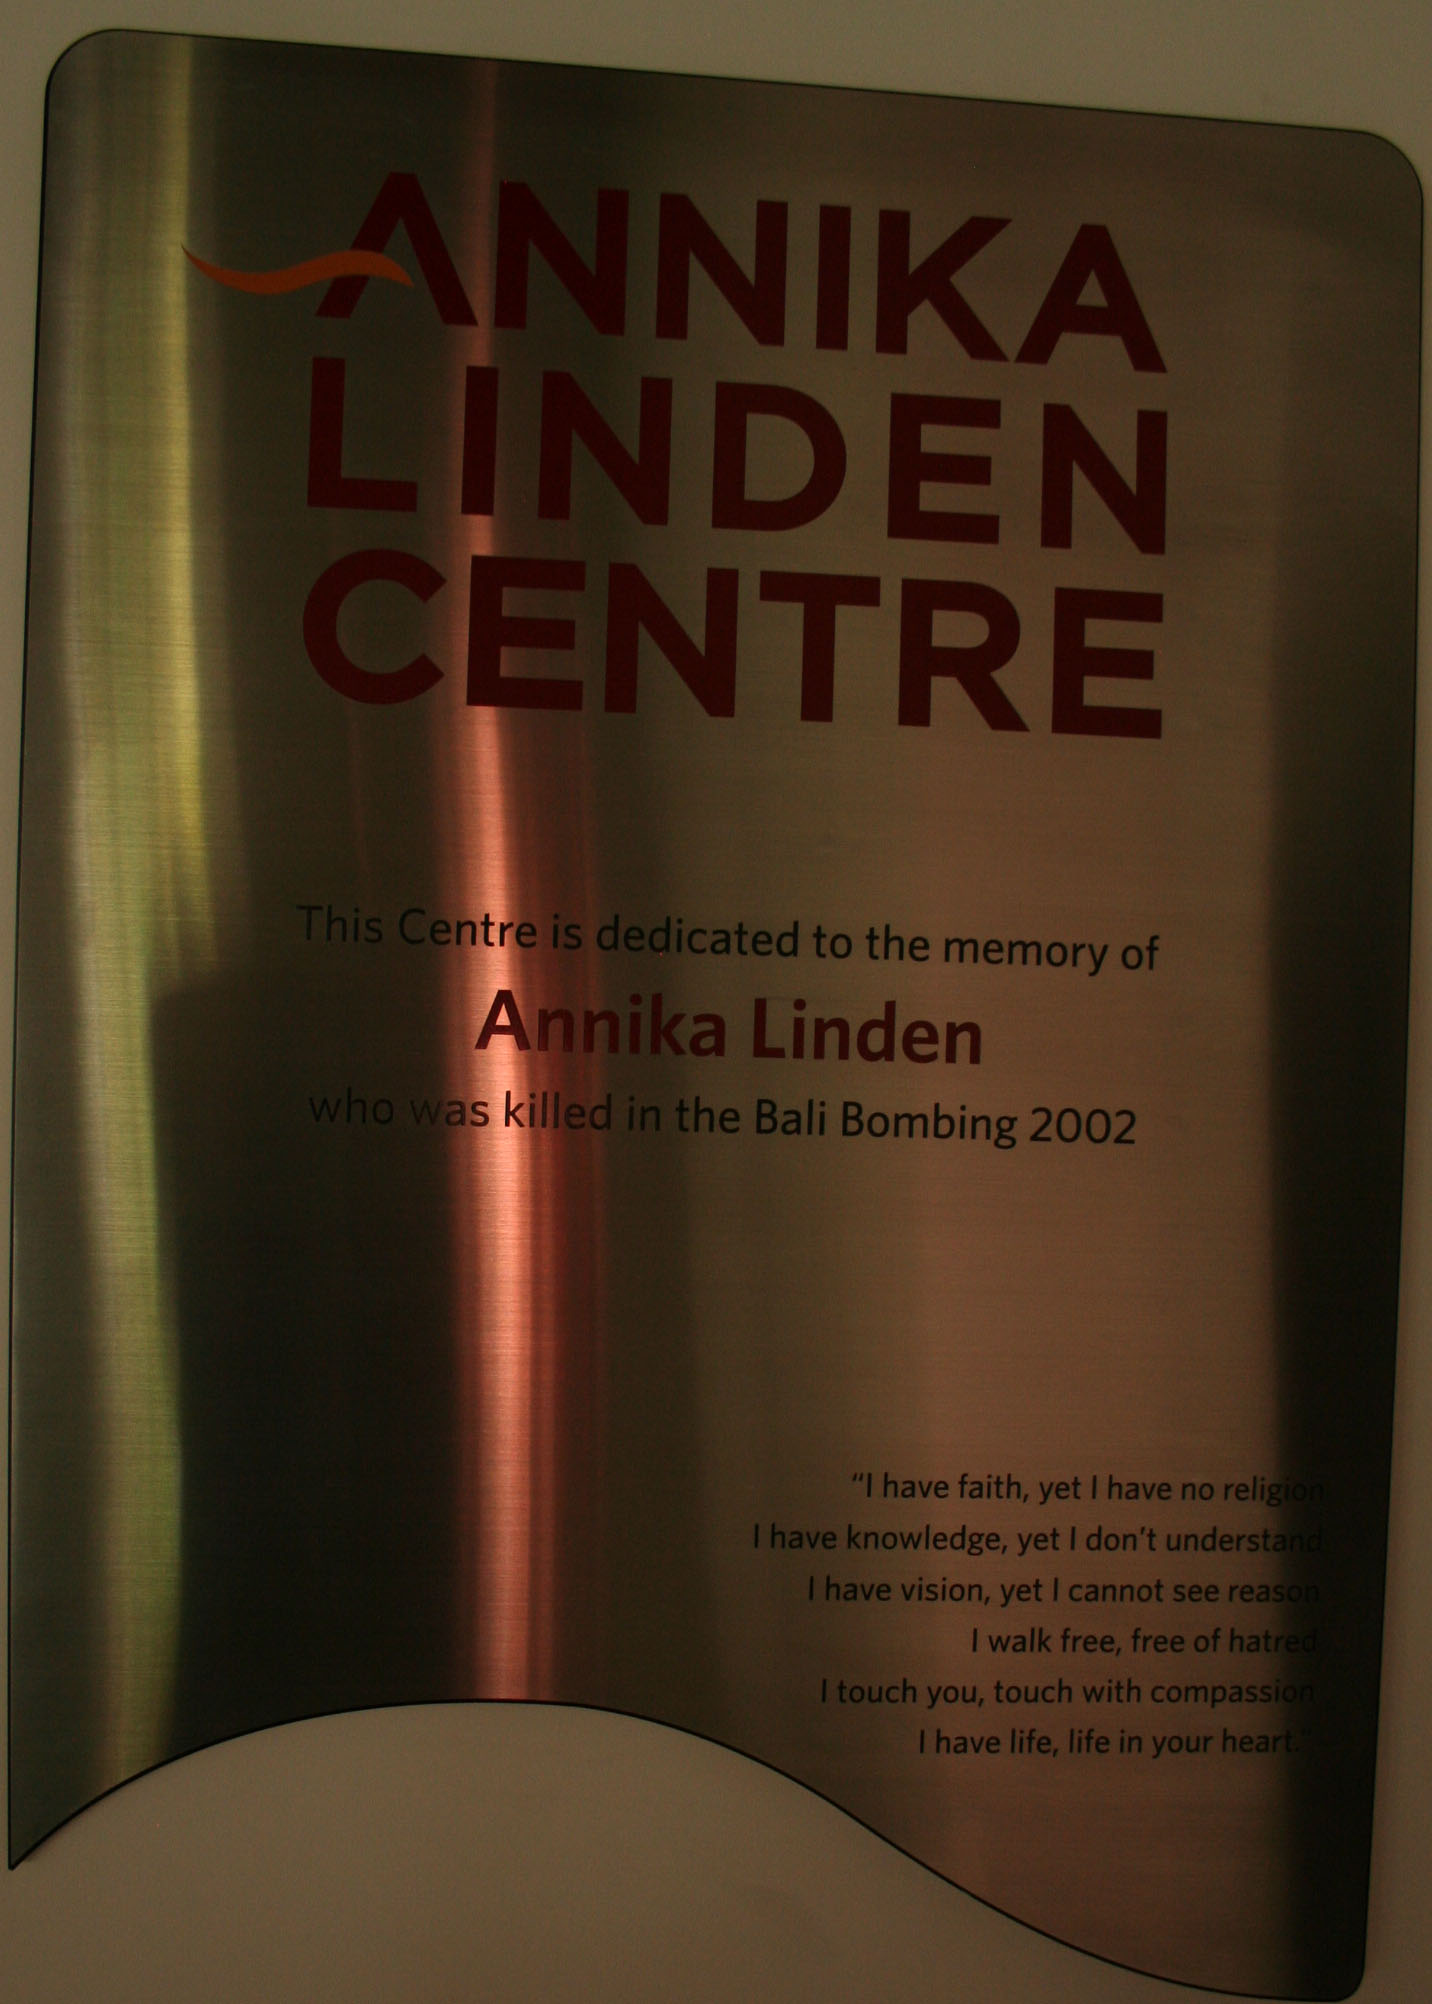 ANNIKA
LINDEN
CENTRE
This Centre is dedicated to the memory of
Annika Linden
who was killed in the Bali Bombing 2002
“I have faith, yet I have no religion
I have knowledge, yet I don’t understand
I have vision, yet I cannot see reason
I walk free, free of hatred
I touch you, touch with compassion
I have life, life in your heart.”